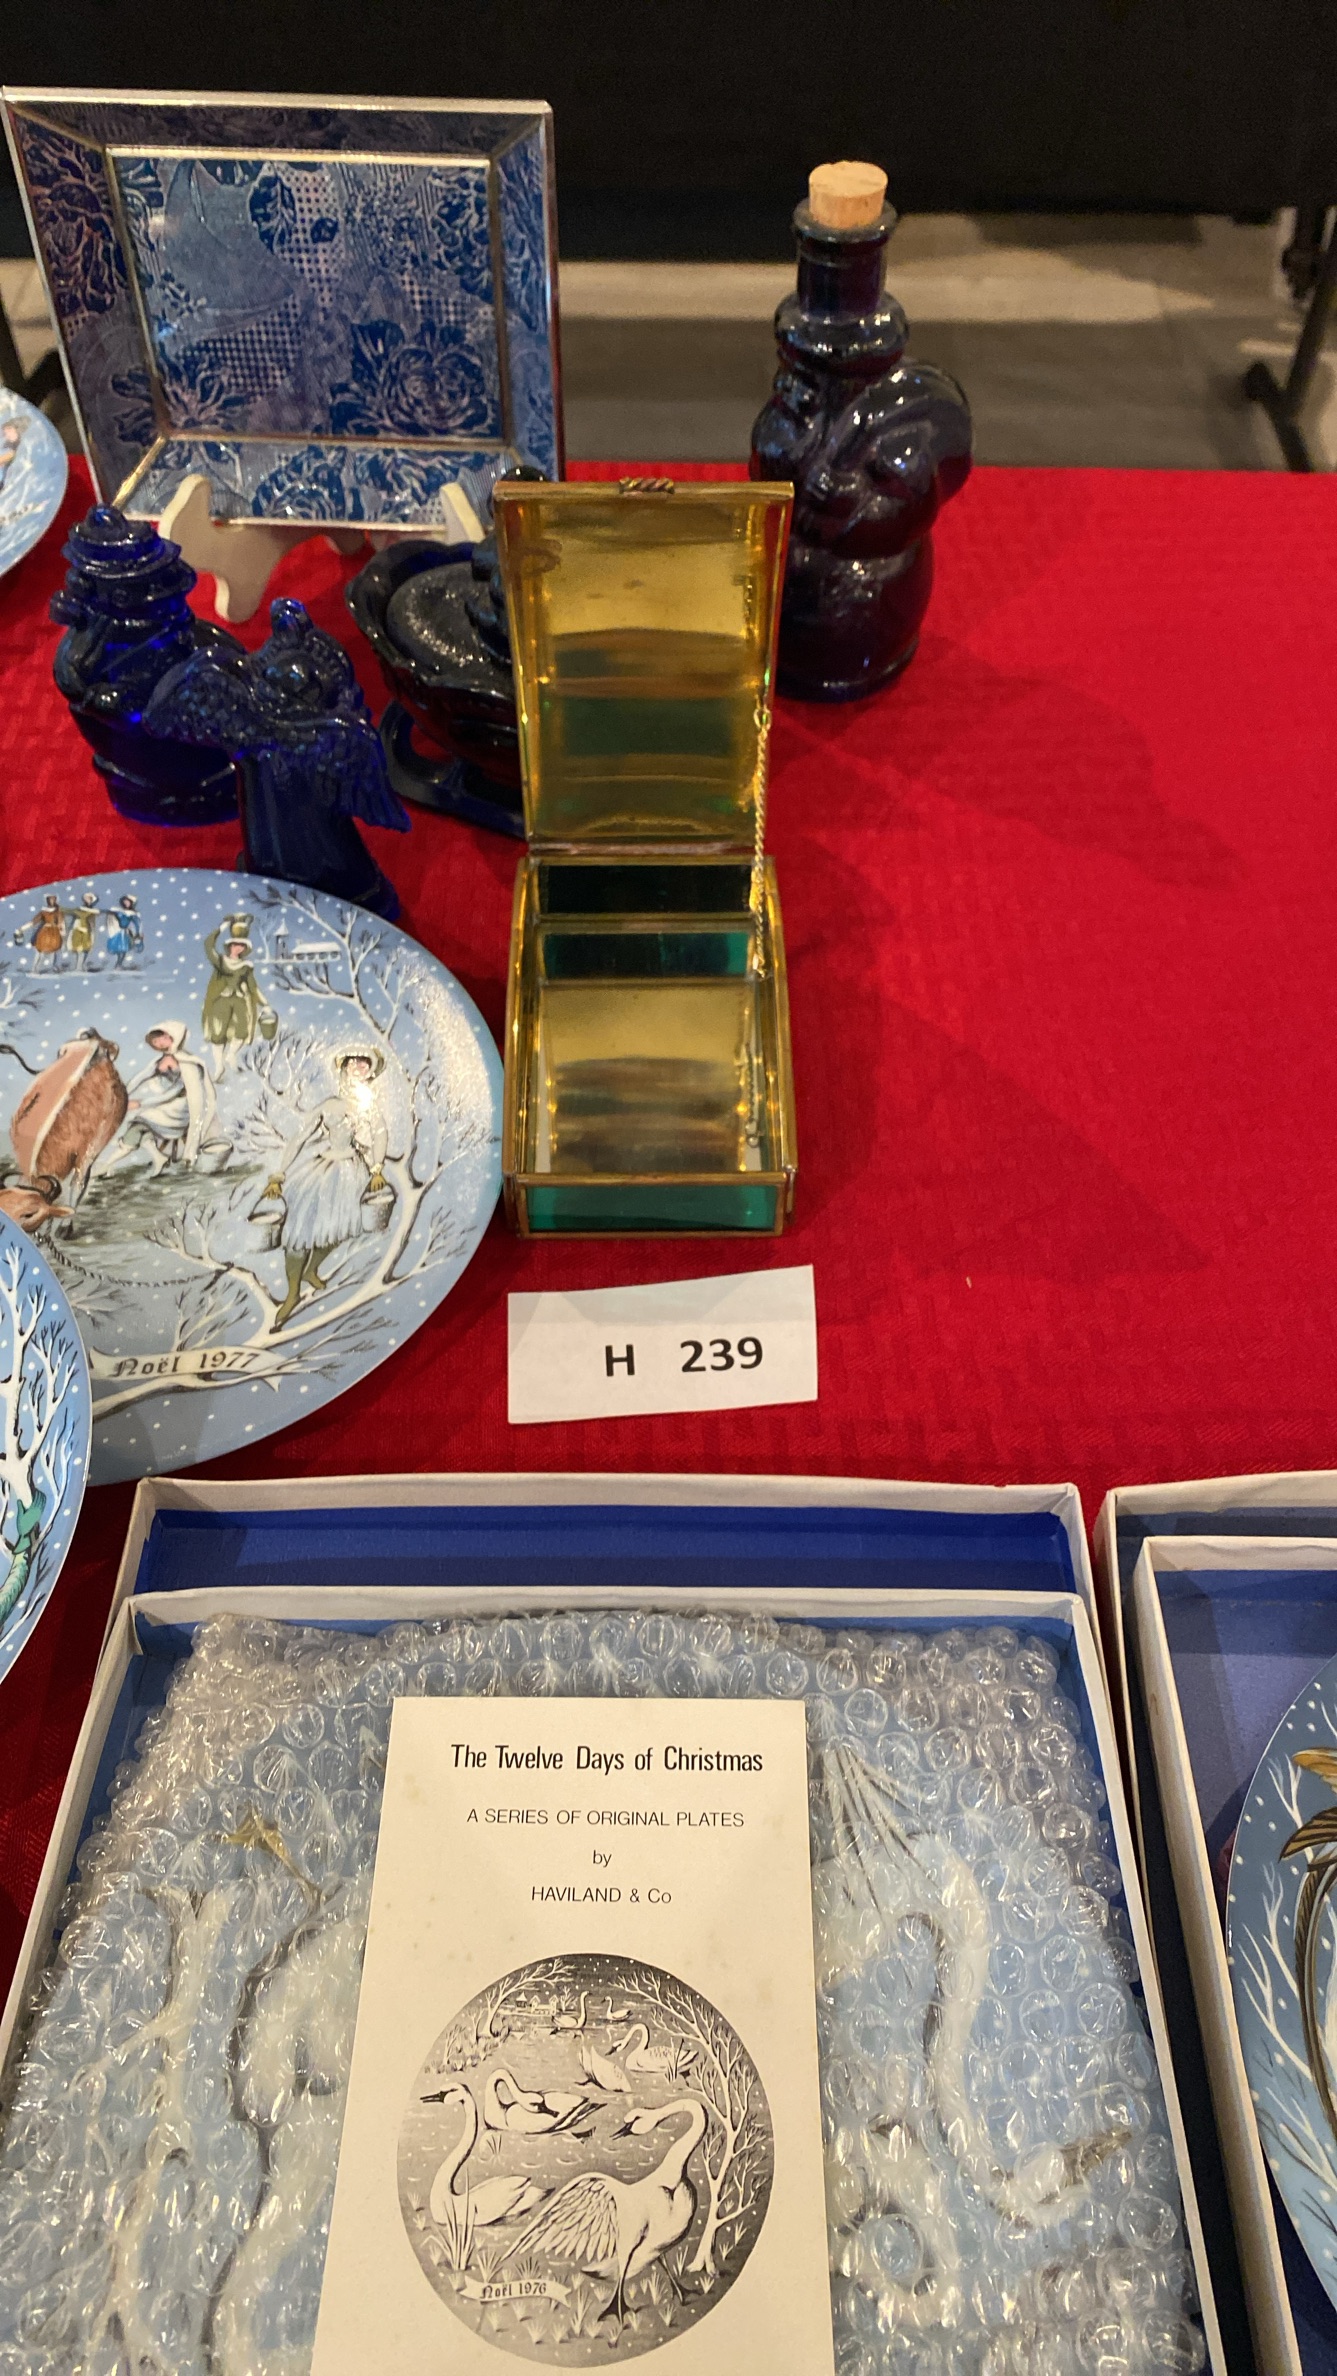 Noël 1977
H 239
The Twelve Days of Christmas
A SERIES OF ORIGINAL PLATES
by
HAVILAND & Co
Noël 1976